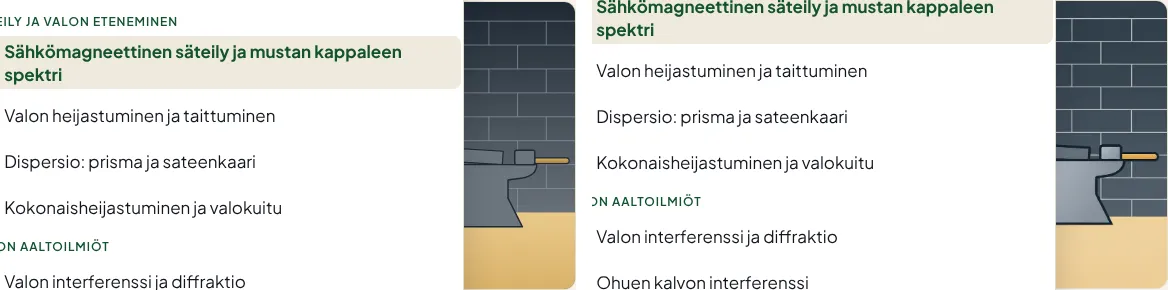 EILY JA VALON ETENEMINEN
Sähkömagneettinen säteily ja mustan kappaleen
spektri
Valon heijastuminen ja taittuminen
Dispersio: prisma ja sateenkaari
Kokonaisheijastuminen ja valokuitu
ON AALTOILMIÖT
Valon interferenssi ja diffraktio
Sähkömagneettinen säteily ja mustan kappaleen
spektri
Valon heijastuminen ja taittuminen
Dispersio: prisma ja sateenkaari
Kokonaisheijastuminen ja valokuitu
ON AALTOILMIÖT
Valon interferenssi ja diffraktio
Ohuen kalvon interferenssi